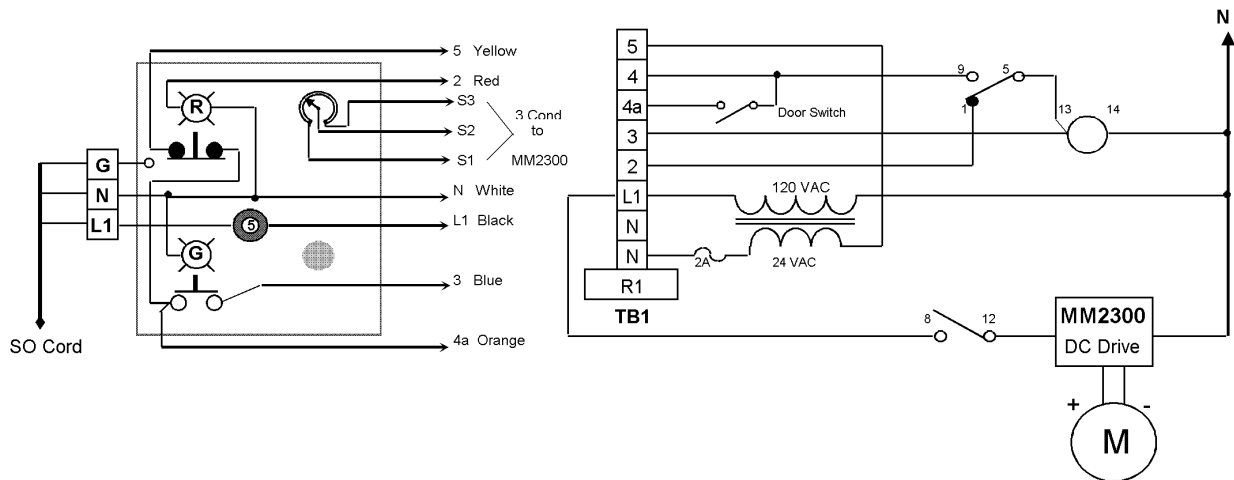 5 Yellow
2 Red
R
S3
3 Cond
to
MM2300
S2
S1
G
N
N White
L1
5
L1 Black
G
3 Blue
SO Cord
4a Orange
N
5
4
9
5
4a
Door Switch
1
13
14
3
2
L1
120 VAC
N
N
2A
24 VAC
R1
TB1
8
12
MM2300
DC Drive
+
-
M